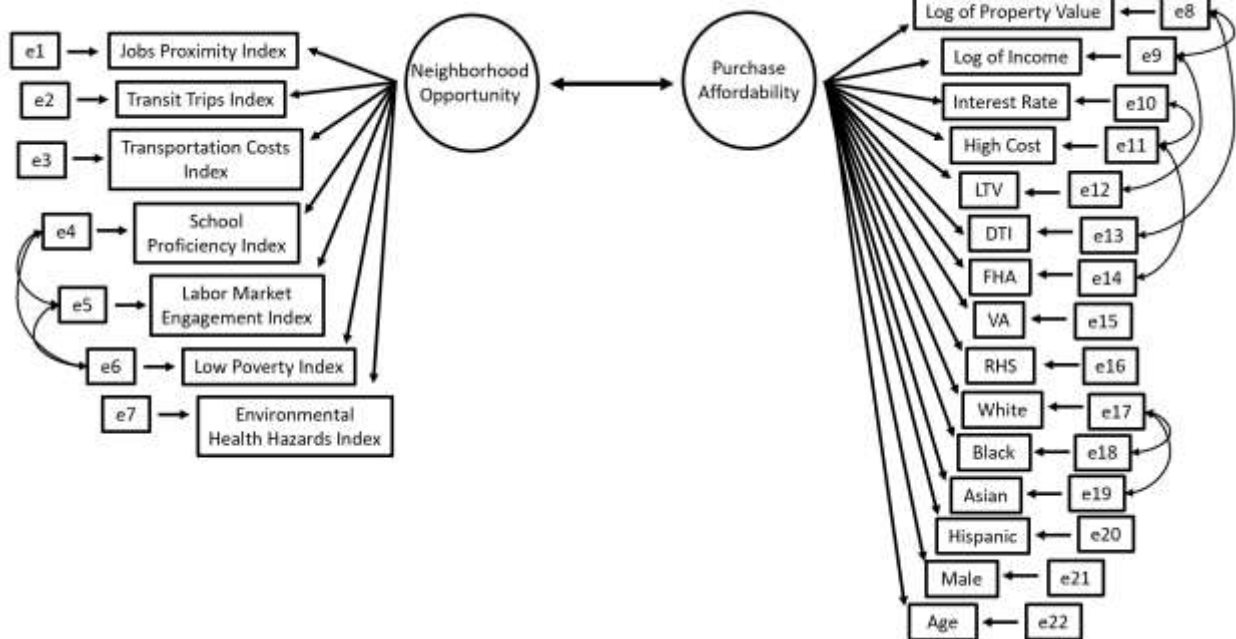 e1
Jobs Proximity Index
e2
Transit Trips Index
e3
Transportation Costs
Index
e4
School
Proficiency Index
e5
Labor Market
Engagement Index
e6
Low Poverty Index
e7
Environmental
Health Hazards Index
Neighborhood
Opportunity
Purchase
Affordability
Log of Property Value
e8
Log of Income
e9
Interest Rate
e10
High Cost
e11
LTV
e12
DTI
e13
FHA
e14
VA
e15
RHS
e16
White
e17
Black
e18
Asian
e19
Hispanic
e20
Male
e21
Age
e22